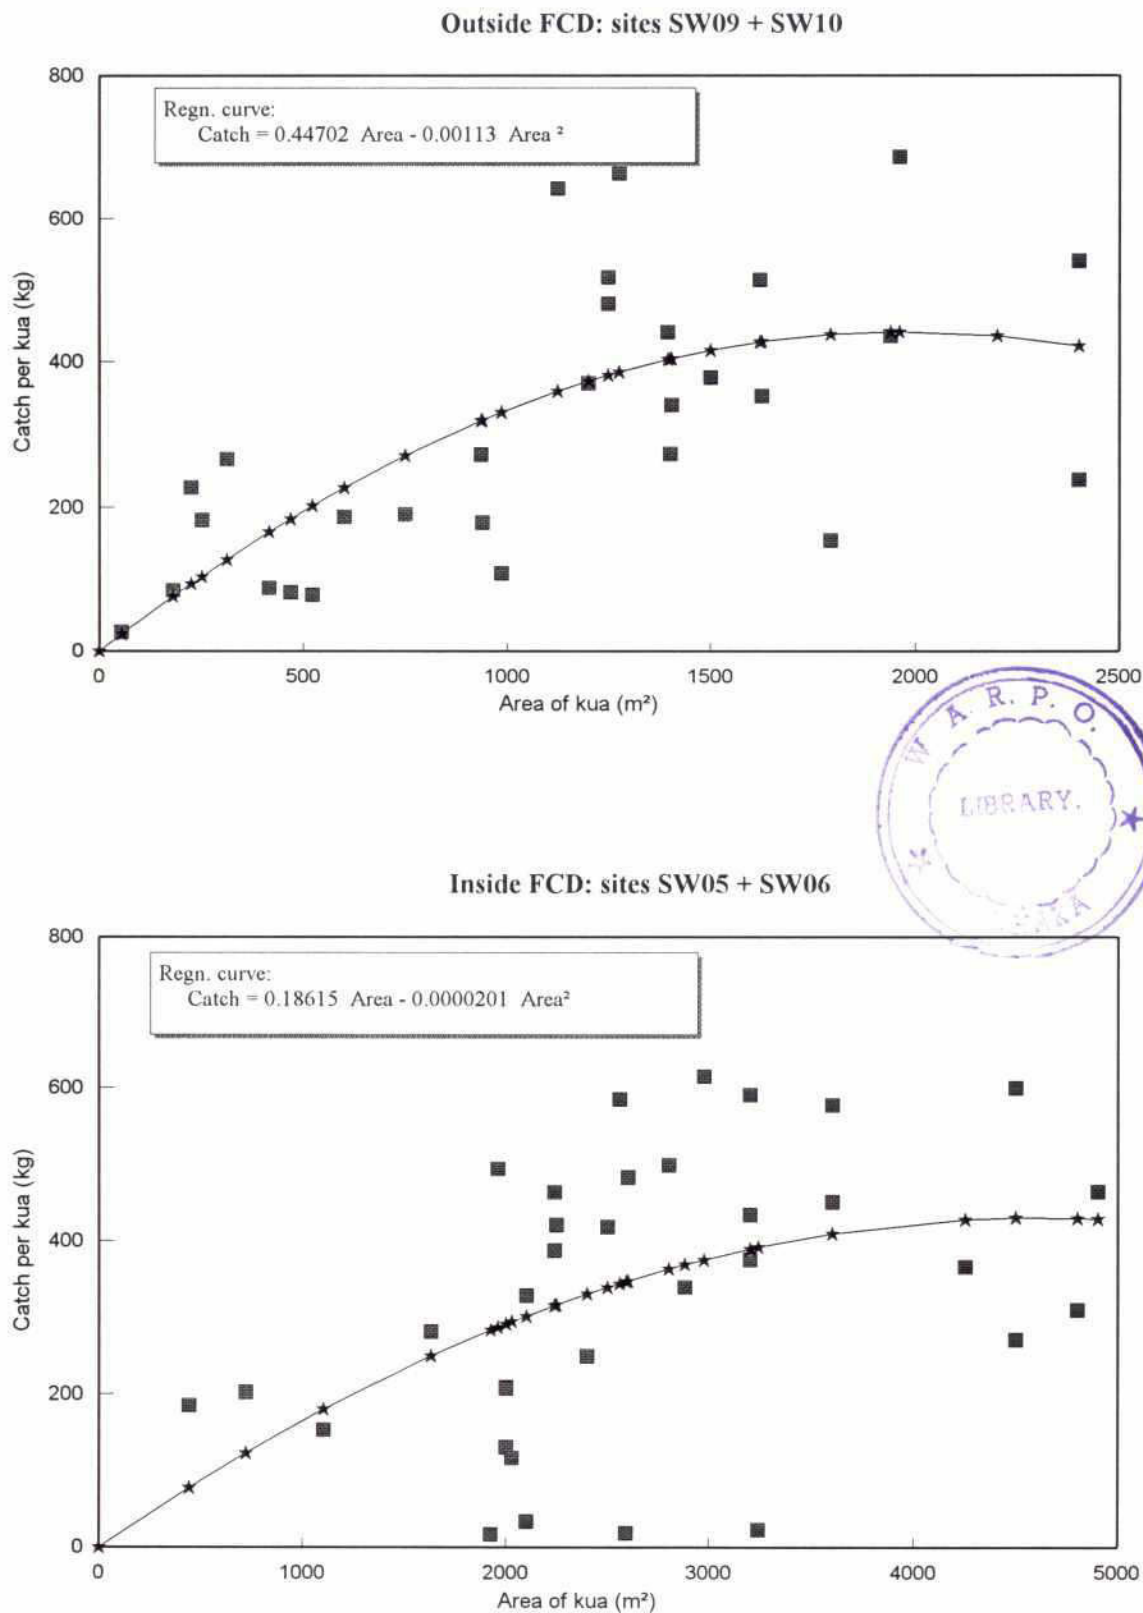 Outside FCD: sites SW09 + SW10
800
600
400
200
0
Catch per kua (kg)
Regn. curve:
Catch = 0.44702 Area - 0.00113 Area ²
0 500 1000 1500 2000 2500
Area of kua (m²)
W A R. P. O.
LIBRARY.
Inside FCD: sites SW05 + SW06
800
600
400
200
0
Catch per kua (kg)
Regn. curve:
Catch = 0.18615 Area - 0.0000201 Area²
0 1000 2000 3000 4000 5000
Area of kua (m²)